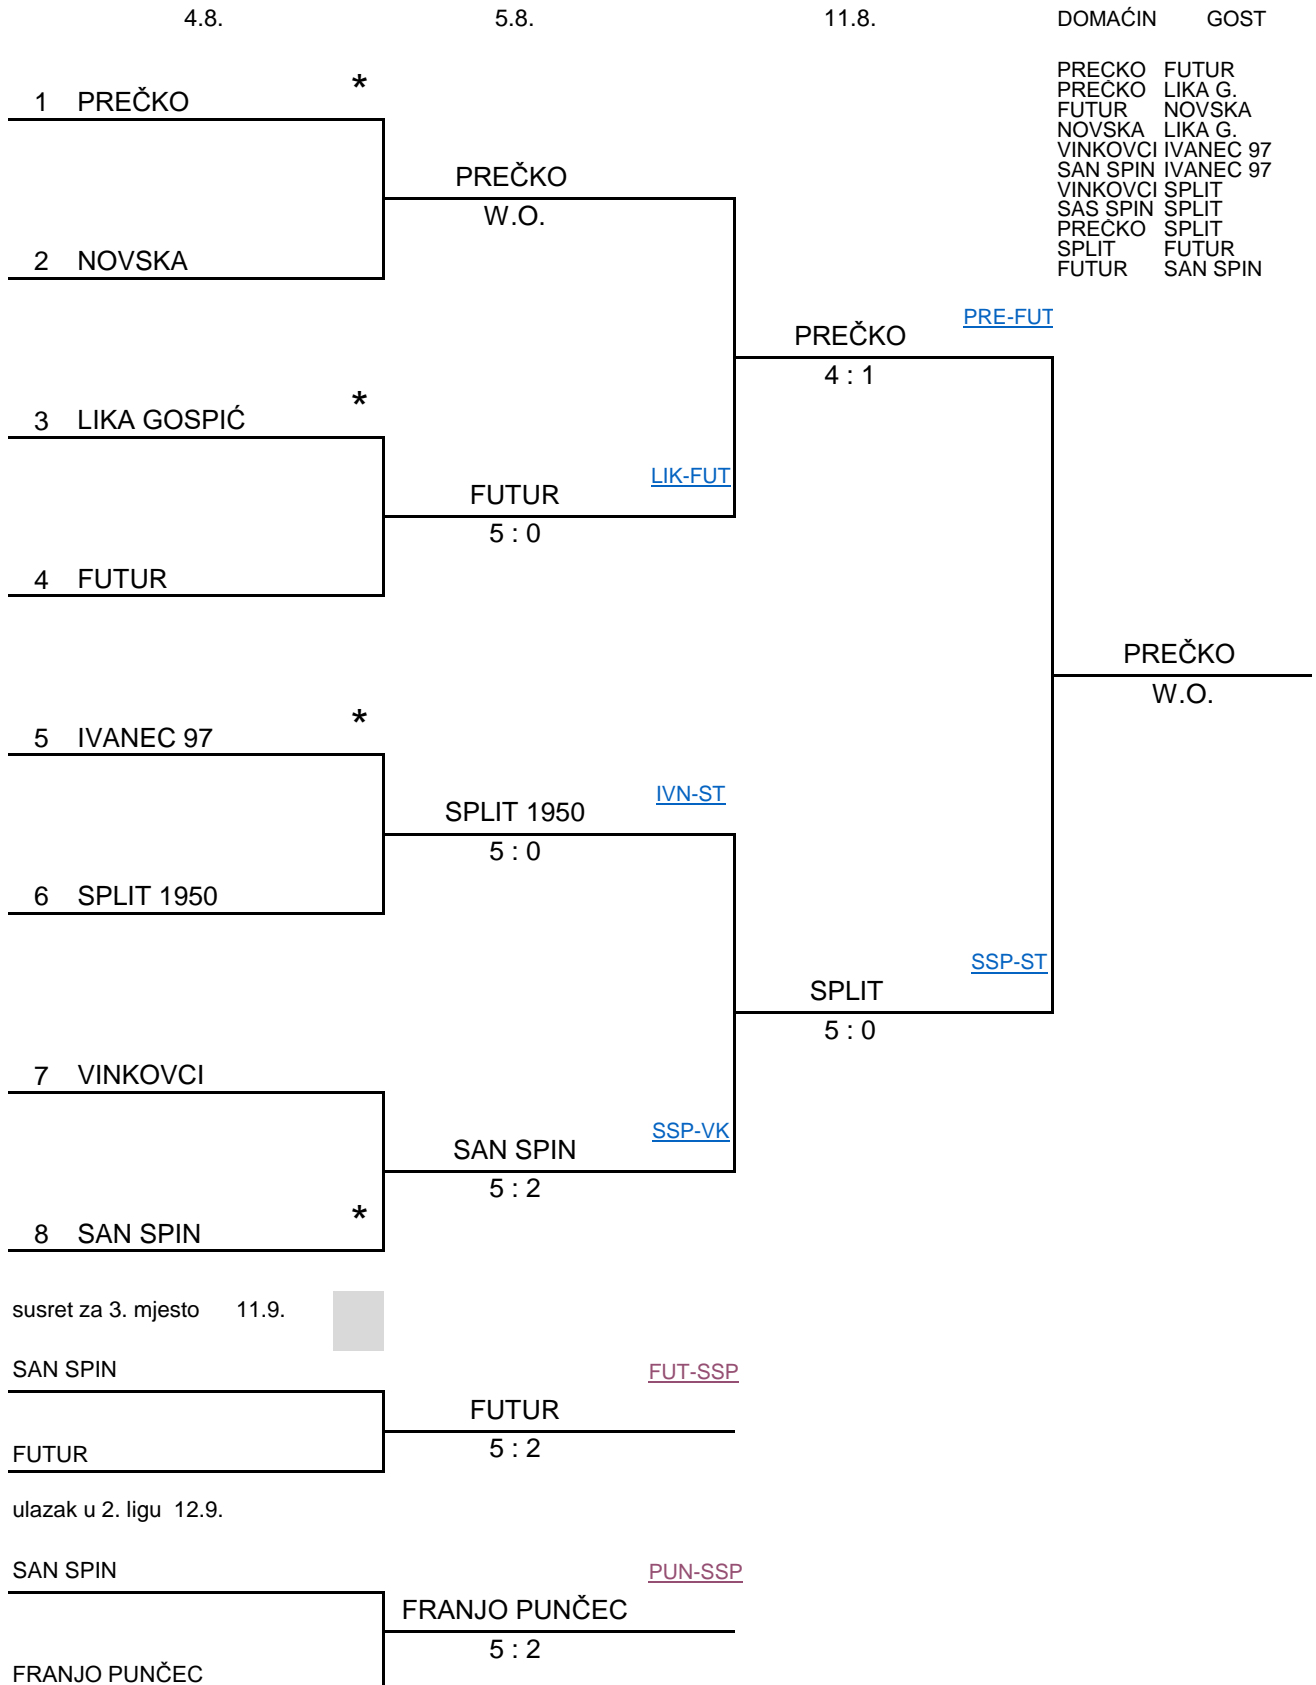 4.8. 5.8. 11.8. DOMAĆIN GOST
PREČKO FUTUR
PREČKO LIKA G.
FUTUR NOVSKA
NOVSKA LIKA G.
VINKOVCI IVANEC 97
SAN SPIN IVANEC 97
VINKOVCI SPLIT
SAS SPIN SPLIT
PREČKO SPLIT
SPLIT FUTUR
FUTUR SAN SPIN
1 PREČKO *
PREČKO
W.O.
2 NOVSKA
PRE-FUT
PREČKO
4 : 1
3 LIKA GOSPIĆ *
LIK-FUT
FUTUR
5 : 0
4 FUTUR
PREČKO
W.O.
5 IVANEC 97 *
IVN-ST
SPLIT 1950
5 : 0
6 SPLIT 1950
SSP-ST
SPLIT
5 : 0
7 VINKOVCI
SSP-VK
SAN SPIN
5 : 2
8 SAN SPIN *
susret za 3. mjesto 11.9.
SAN SPIN
FUT-SSP
FUTUR
5 : 2
FUTUR
ulazak u 2. ligu 12.9.
SAN SPIN
PUN-SSP
FRANJO PUNČEC
5 : 2
FRANJO PUNČEC